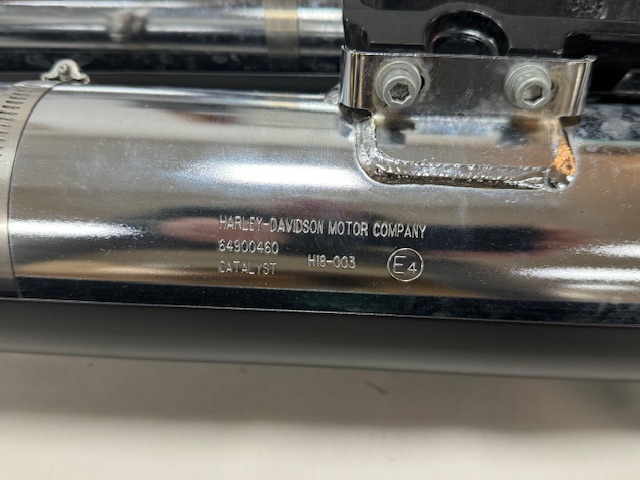 HARLEY-DAVIDSON MOTOR COMPANY
64900460
CATALYST H18-003 E4